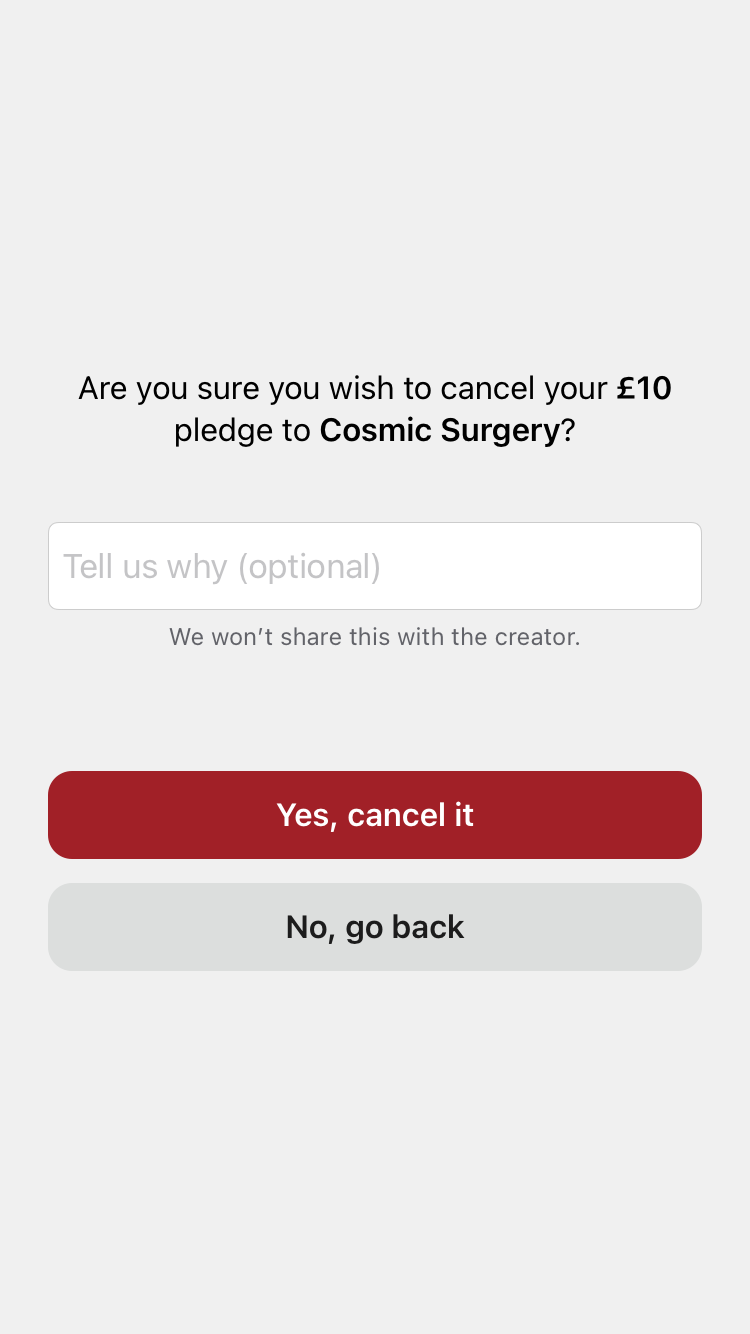 Are you sure you wish to cancel your £10
pledge to Cosmic Surgery?
Tell us why (optional)
We won’t share this with the creator.
Yes, cancel it
No, go back